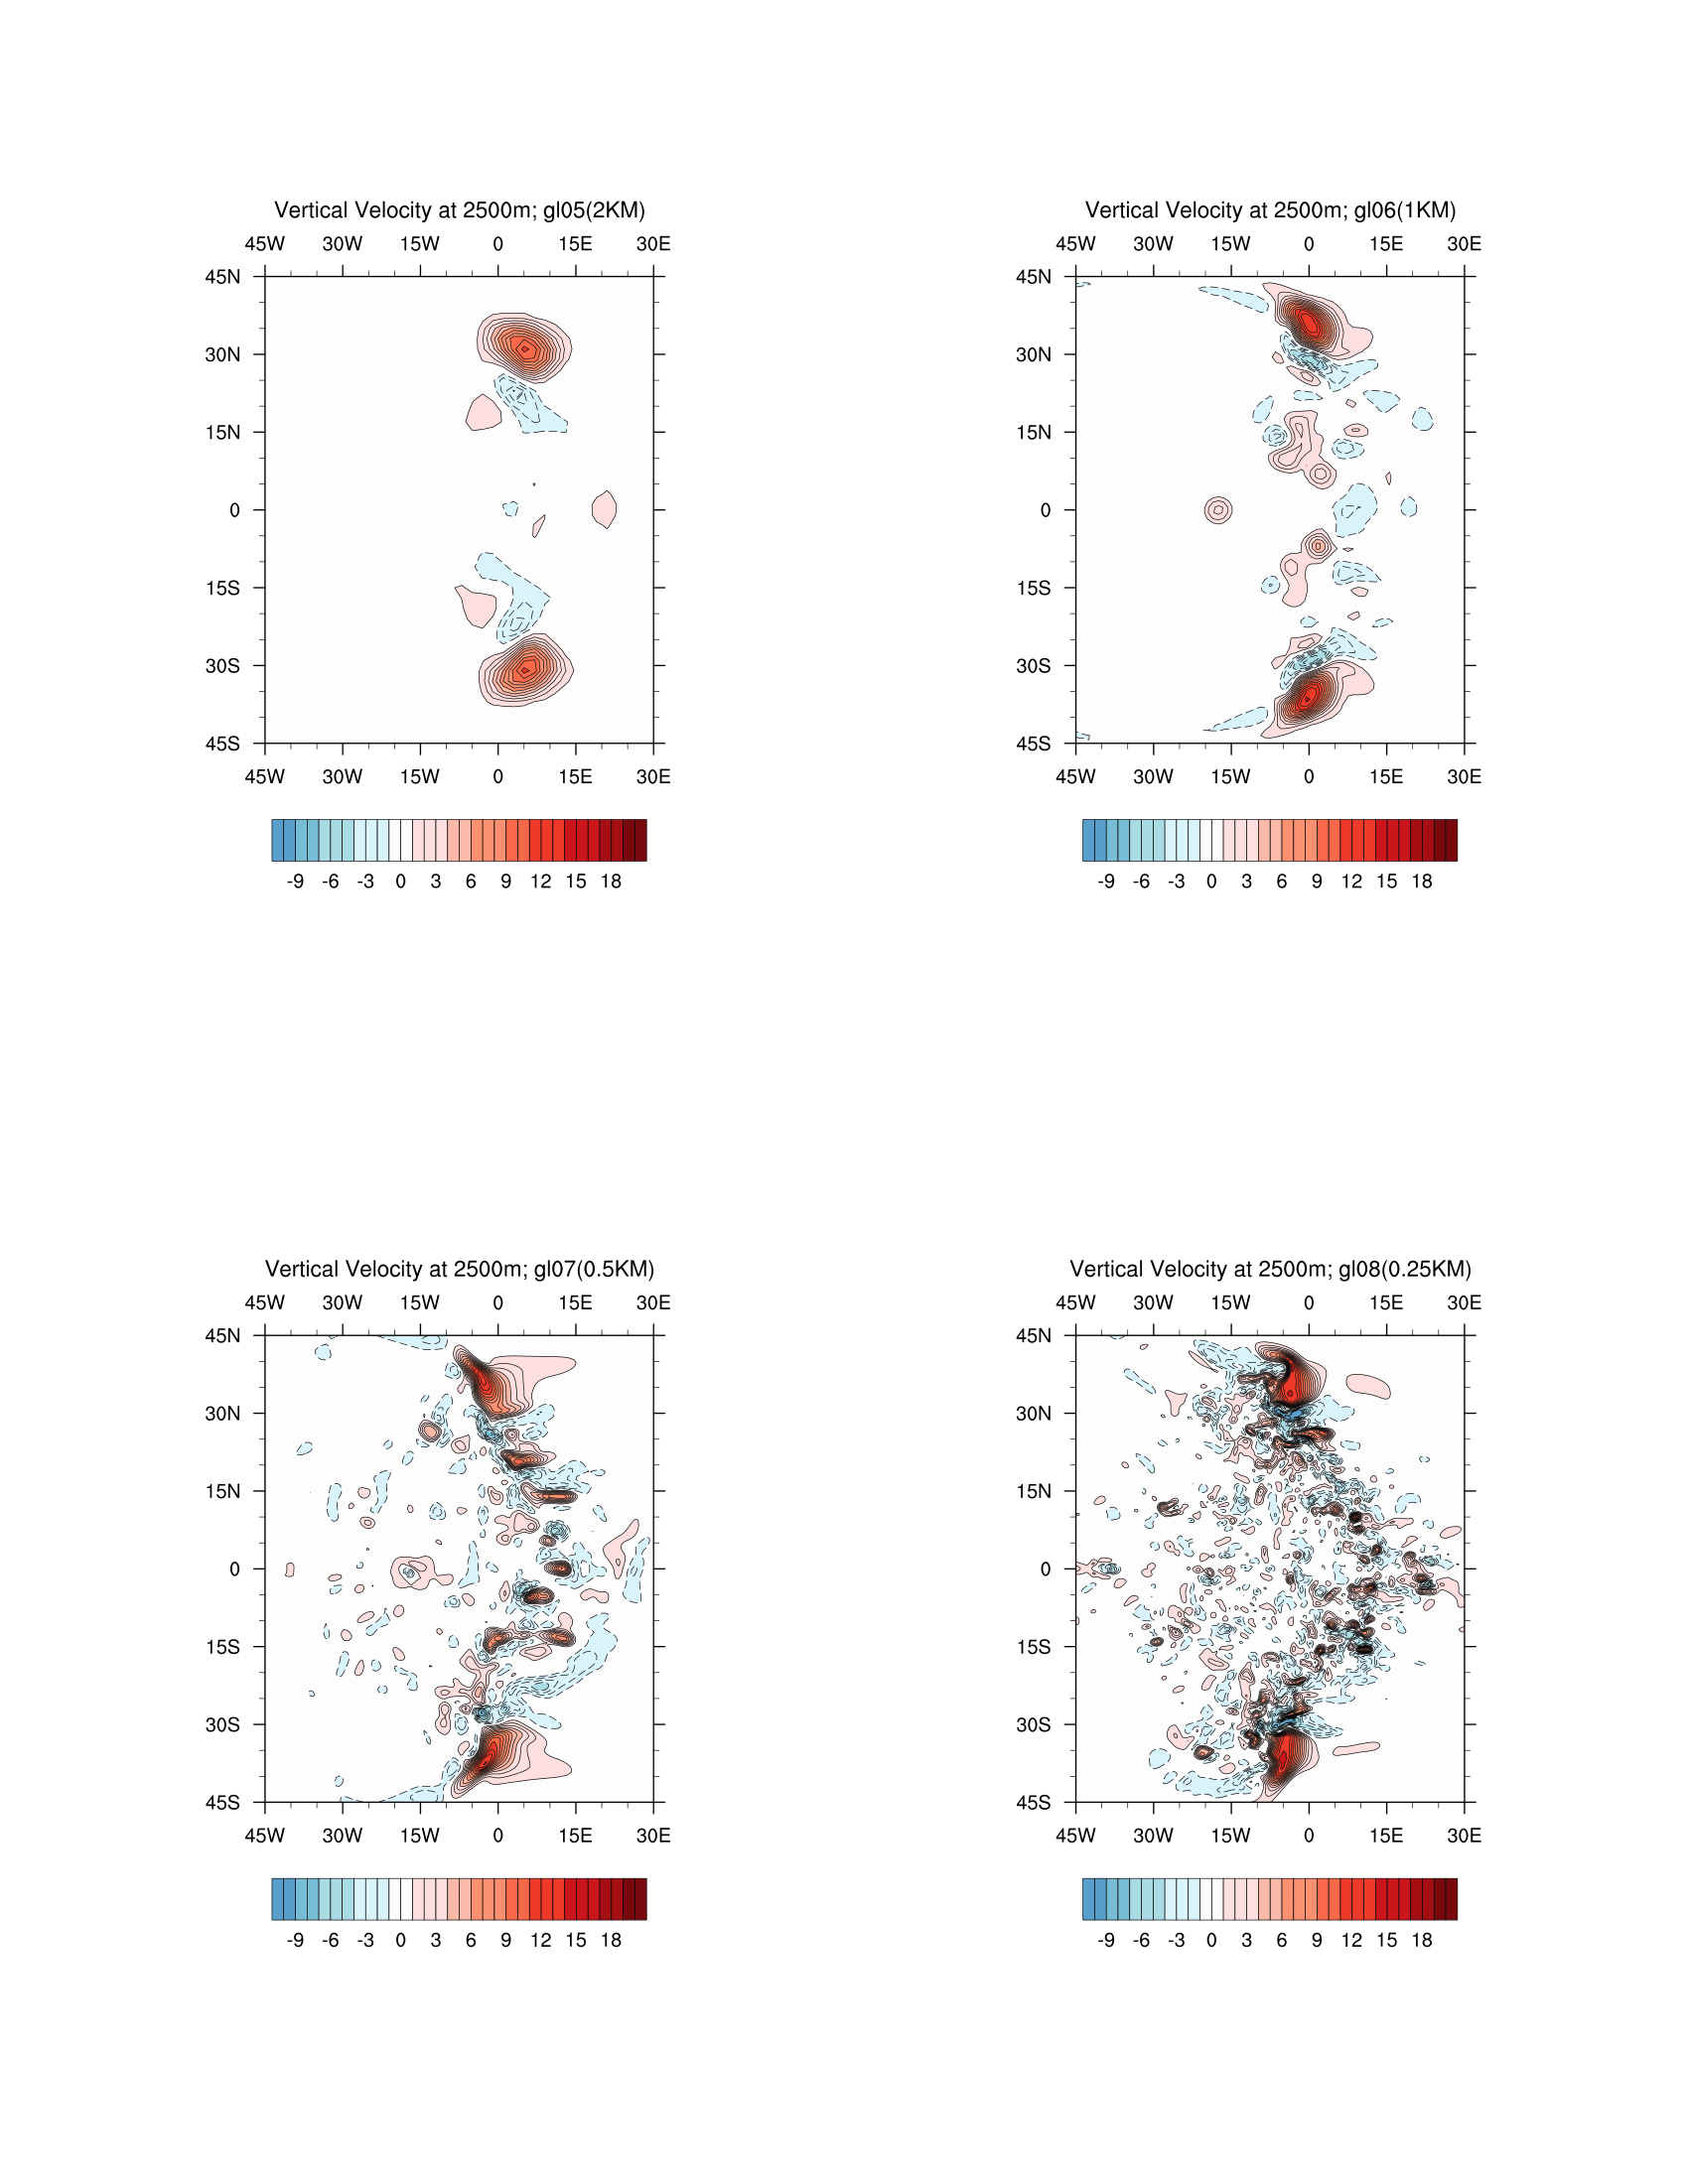 Vertical Velocity at 2500m; gl05(2KM)
45W 30W 15W 0 15E 30E
45N
30N
15N
0
15S
30S
45S
45W 30W 15W 0 15E 30E
-9 -6 -3 0 3 6 9 12 15 18
Vertical Velocity at 2500m; gl06(1KM)
45W 30W 15W 0 15E 30E
45N
30N
15N
0
15S
30S
45S
45W 30W 15W 0 15E 30E
-9 -6 -3 0 3 6 9 12 15 18
Vertical Velocity at 2500m; gl07(0.5KM)
45W 30W 15W 0 15E 30E
45N
30N
15N
0
15S
30S
45S
45W 30W 15W 0 15E 30E
-9 -6 -3 0 3 6 9 12 15 18
Vertical Velocity at 2500m; gl08(0.25KM)
45W 30W 15W 0 15E 30E
45N
30N
15N
0
15S
30S
45S
45W 30W 15W 0 15E 30E
-9 -6 -3 0 3 6 9 12 15 18